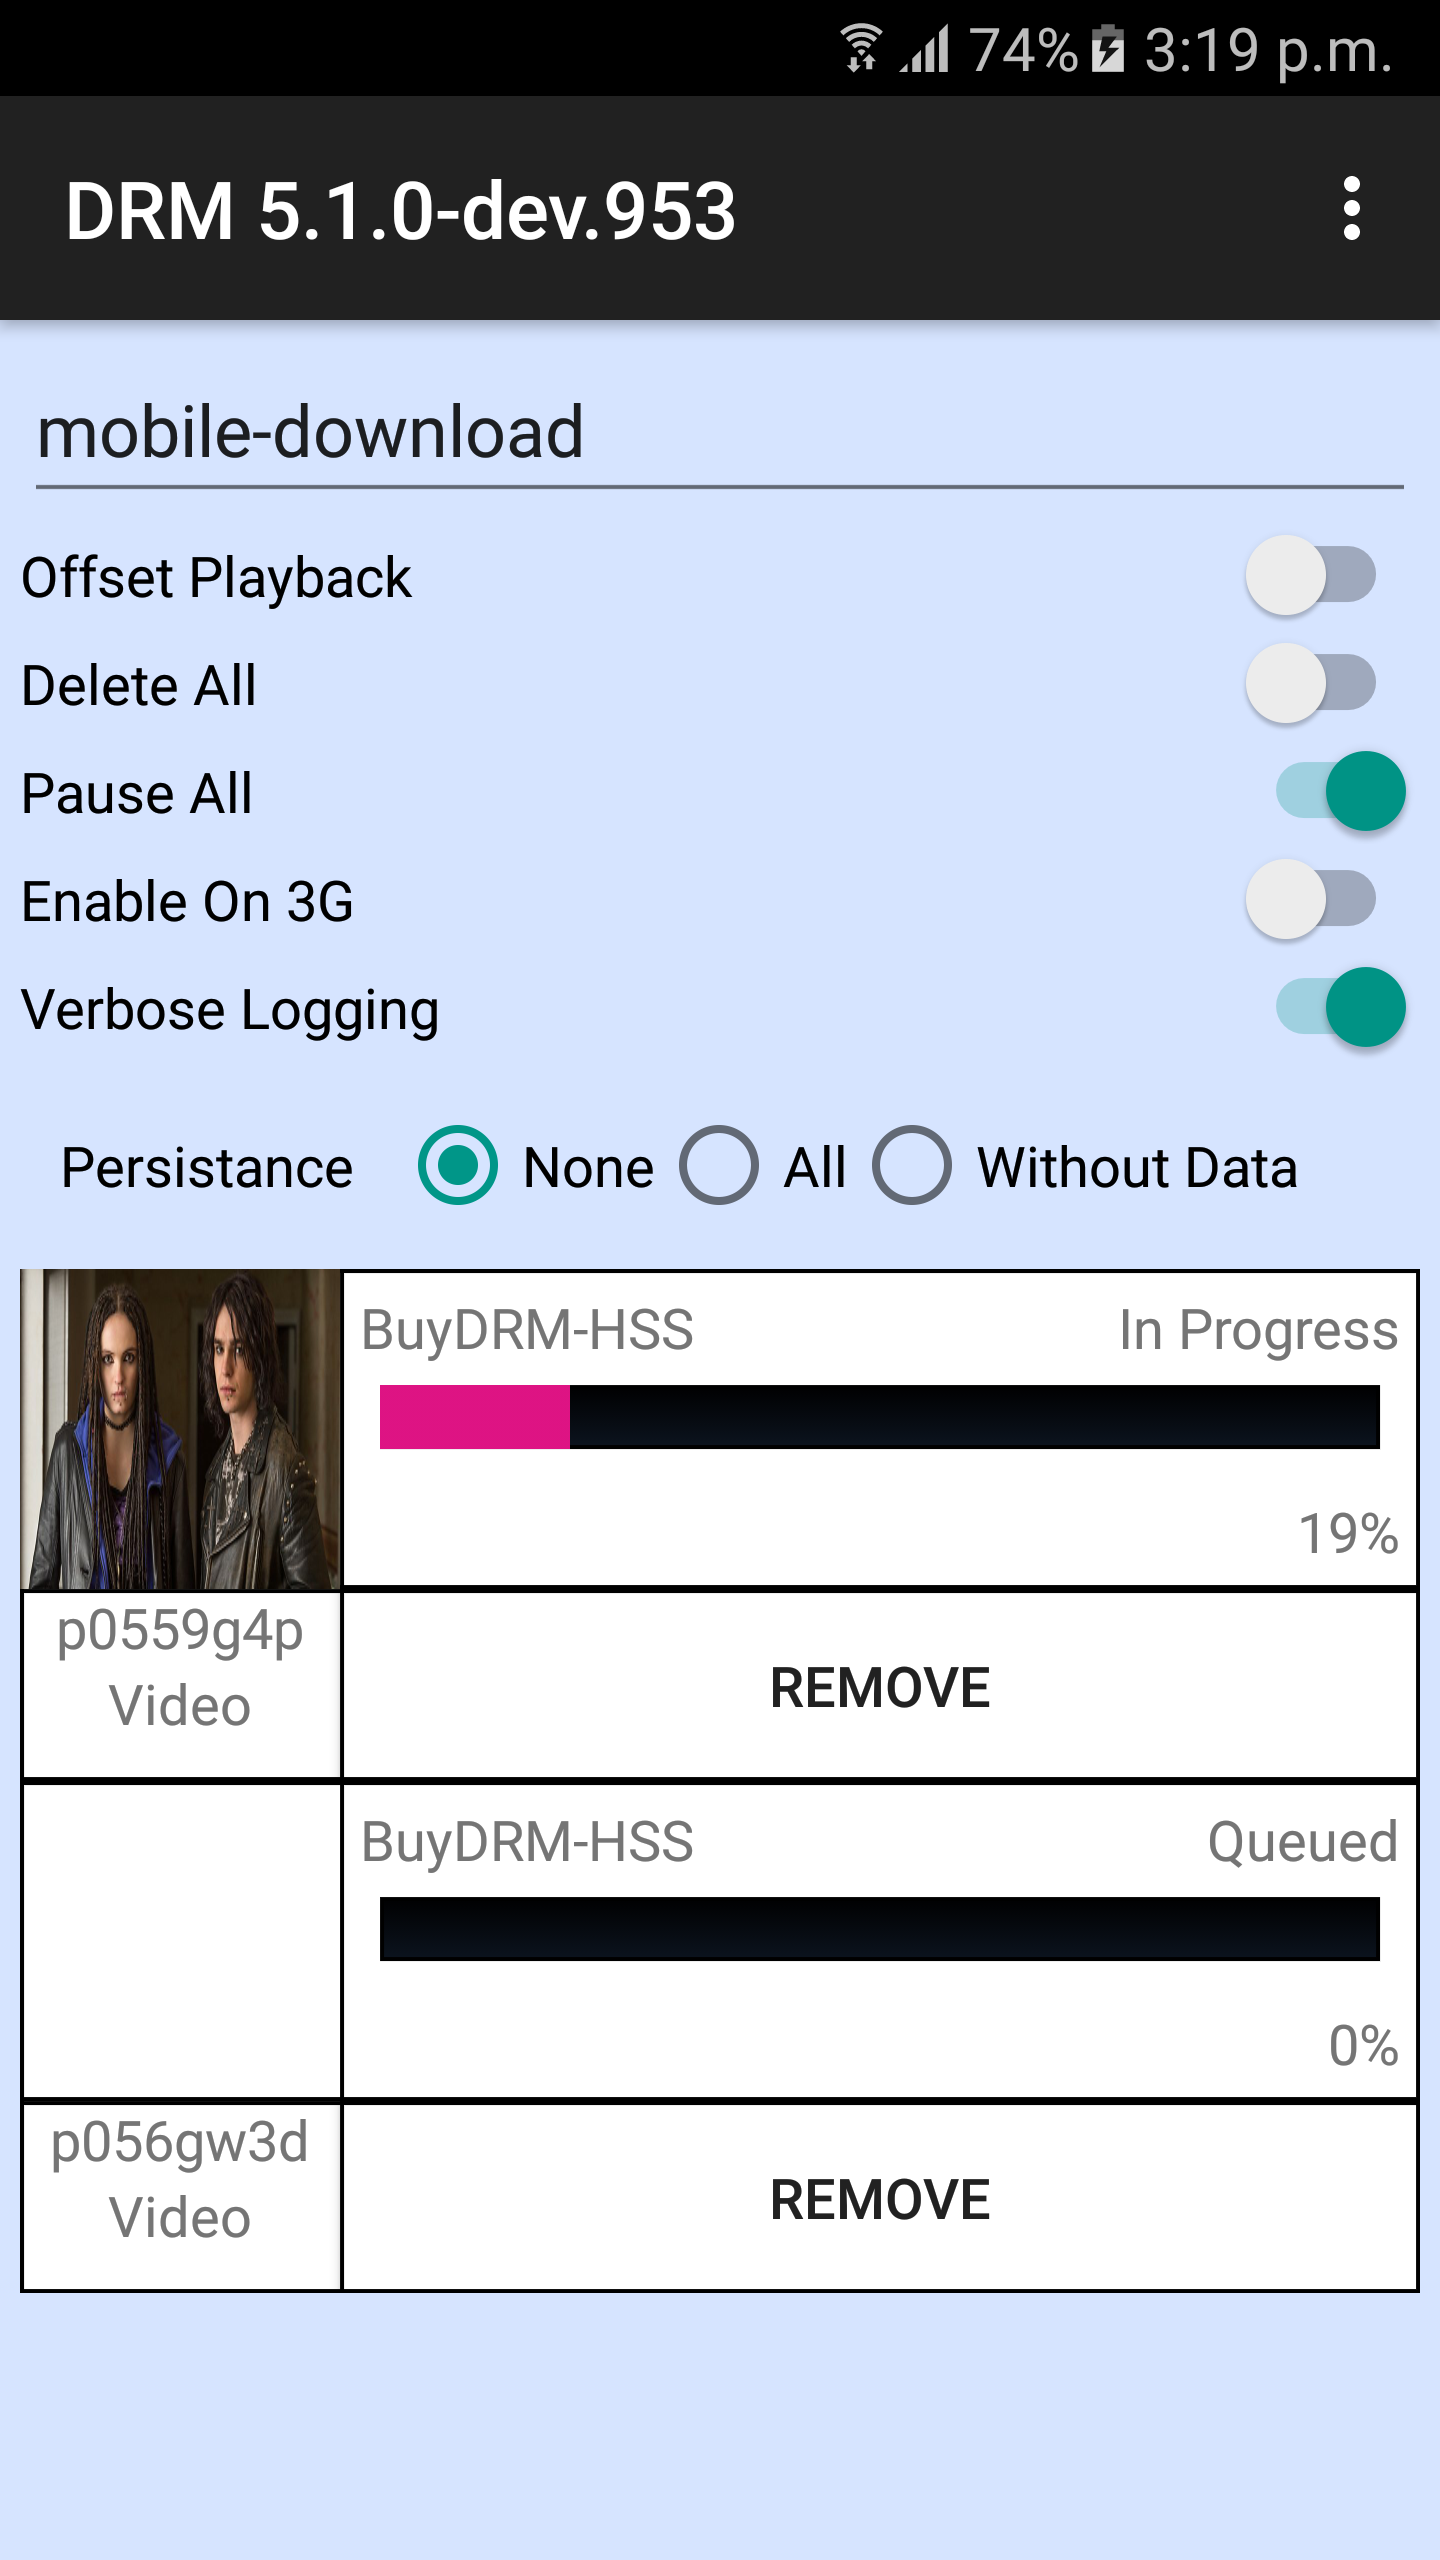 74% 3:19 p.m.
DRM 5.1.0-dev.953
mobile-download
Offset Playback
Delete All
Pause All
Enable On 3G
Verbose Logging
Persistance None All Without Data
BuyDRM-HSS In Progress
19%
p0559g4p
Video
REMOVE
BuyDRM-HSS Queued
0%
p056gw3d
Video
REMOVE